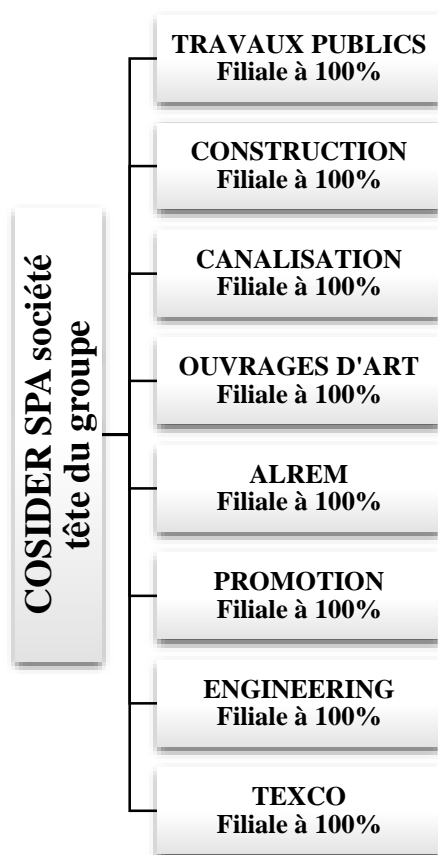 COSIDER SPA société
tête du groupe
TRAVAUX PUBLICS
Filiale à 100%
CONSTRUCTION
Filiale à 100%
CANALISATION
Filiale à 100%
OUVRAGES D'ART
Filiale à 100%
ALREM
Filiale à 100%
PROMOTION
Filiale à 100%
ENGINEERING
Filiale à 100%
TEXCO
Filiale à 100%